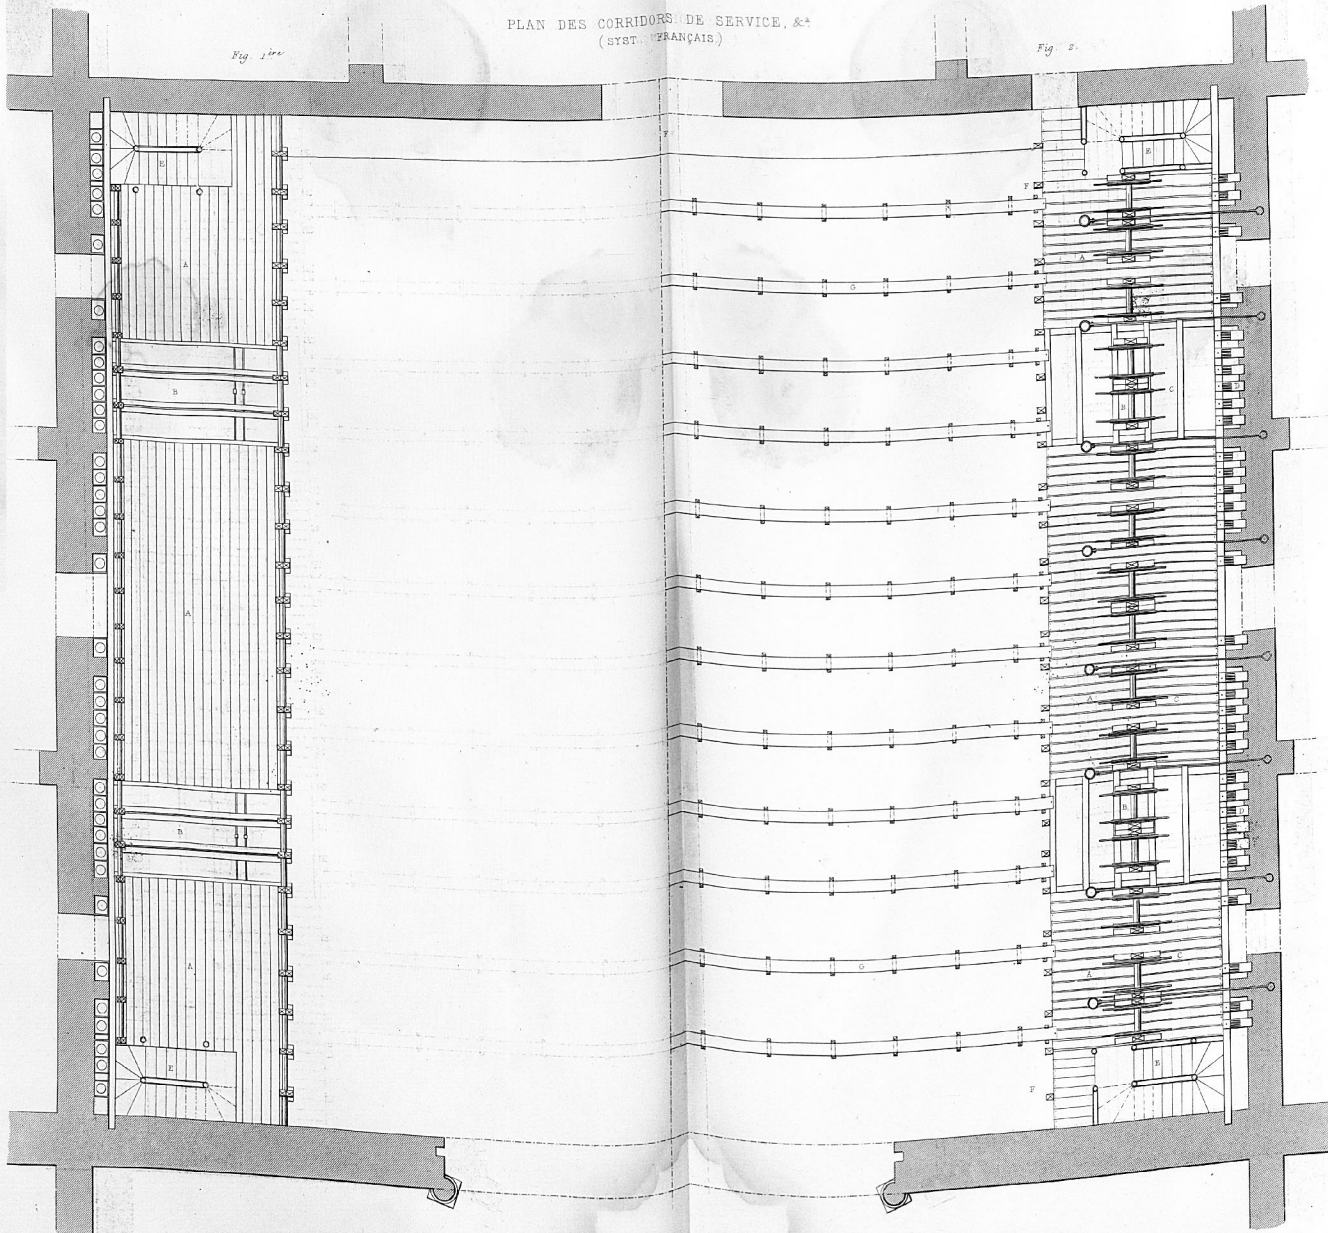 PLAN DES CORRIDORS DE SERVICE, &ª
(SYST. FRANÇAIS.)
Fig. 1ère
Fig. 2.
E
E
F
F
A
A
G
B
B
C
D
A
A
C
B
B
D
A
G
A
C
E
F
E